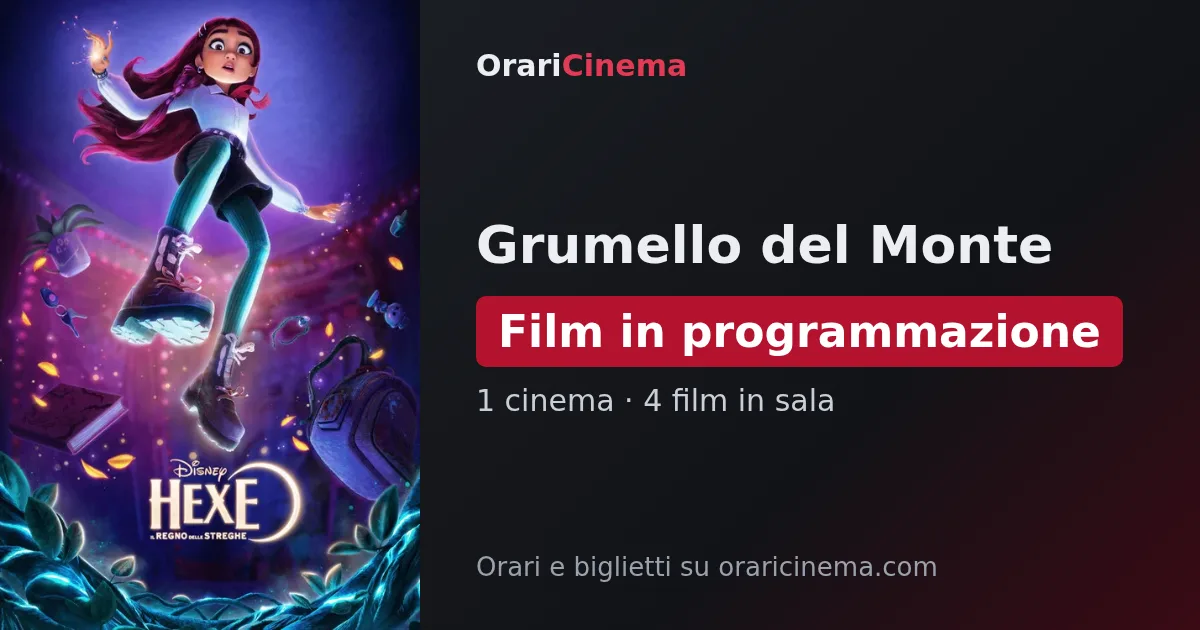 OrariCinema
Grumello del Monte
Film in programmazione
1 cinema · 4 film in sala
Orari e biglietti su oraricinema.com
Disney
HEXE
IL REGNO DELLE STREGHE